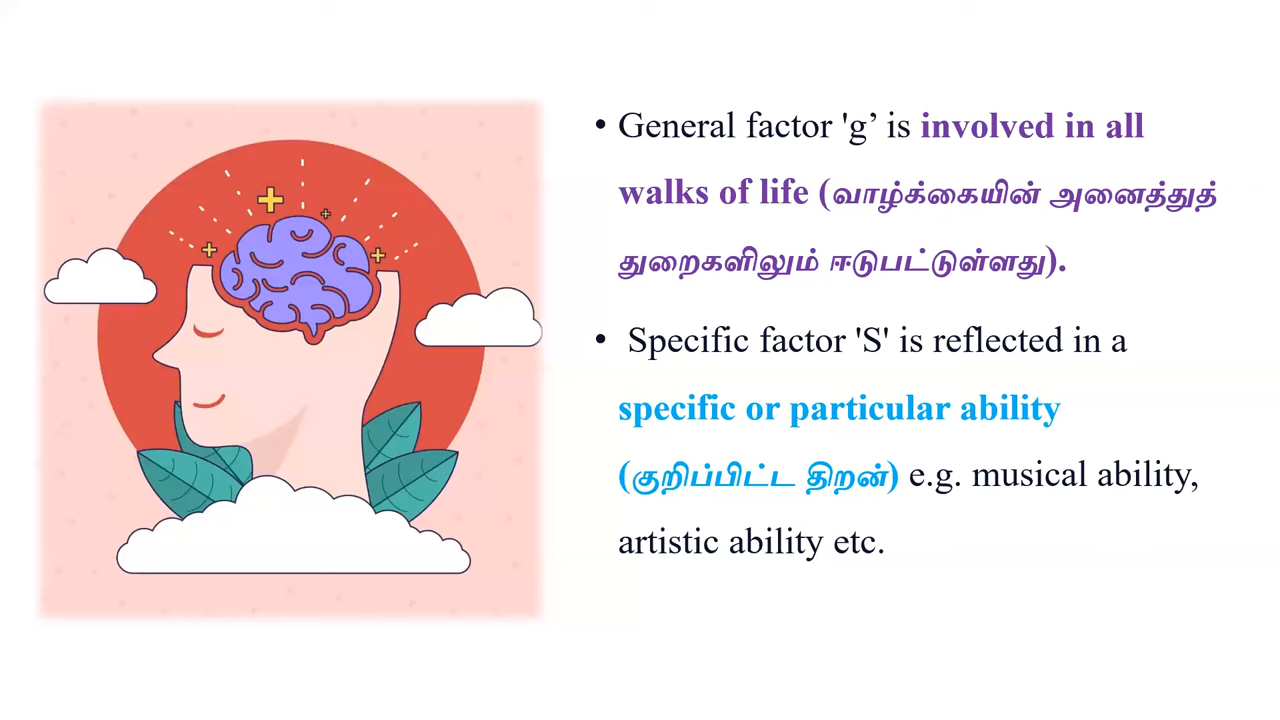 • General factor 'g’ is involved in all
walks of life (வாழ்க்கையின் அனைத்துத்
துறைகளிலும் ஈடுபட்டுள்ளது).
• Specific factor 'S' is reflected in a
specific or particular ability
(குறிப்பிட்ட திறன்) e.g. musical ability,
artistic ability etc.